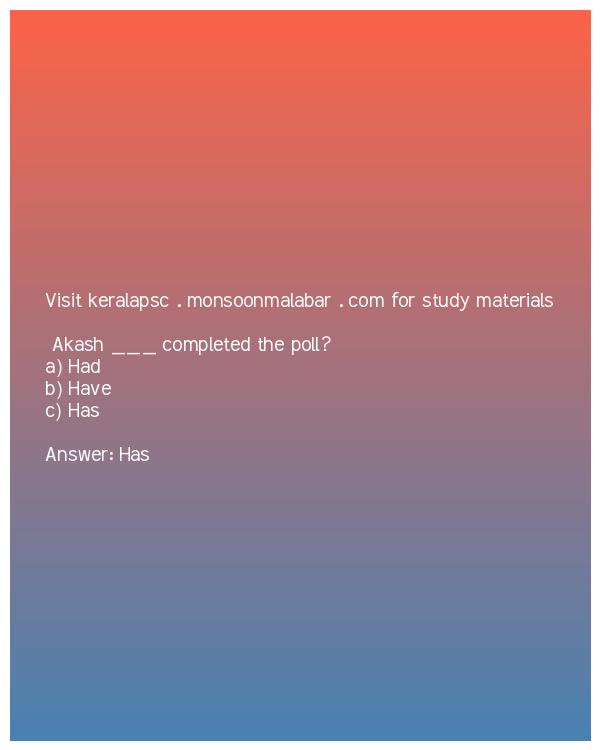 Visit keralapsc . monsoonmalabar . com for study materials
Akash ___ completed the poll?
a) Had
b) Have
c) Has
Answer: Has